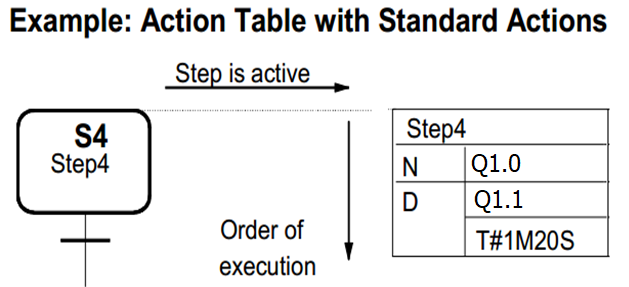 Example: Action Table with Standard Actions
Step is active
S4
Step4
Order of
execution
Step4
N Q1.0
D Q1.1
T#1M20S